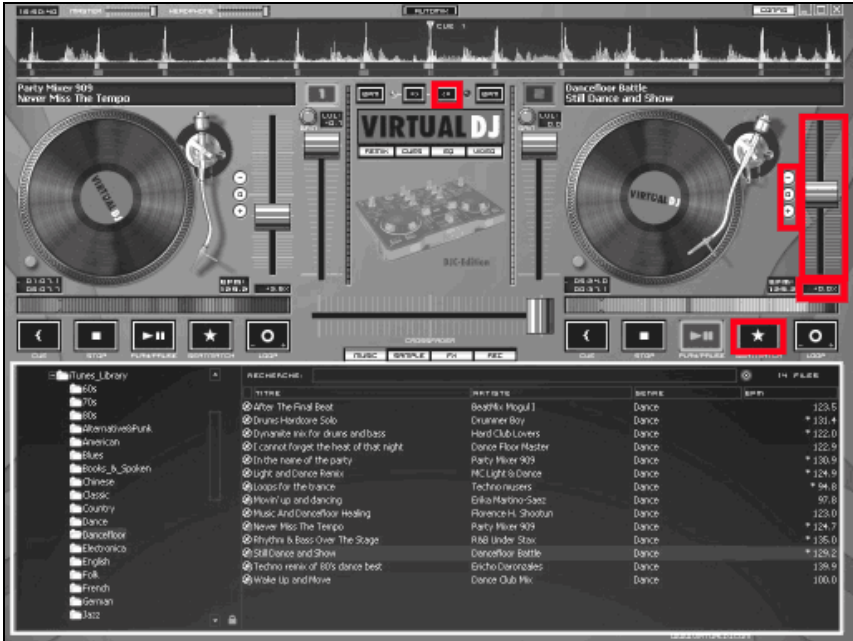 MASTER HEADPHONE AUTOMIX CONFIG
CUE 1
Party Mixer 909
Never Miss The Tempo
1
2
Dancefloor Battle
Still Dance and Show
VIRTUAL DJ
REMIX CUES EQ VIDEO
VIRTUAL DJ
VIRTUAL DJ
DJC-Edition
BPM: 129.2
BPM: 129.2
CROSSFADER
CUE STOP PLAY/PAUSE BEATMATCH LOOP
CUE STOP PLAY/PAUSE BEATMATCH LOOP
MUSIC SAMPLE FX REC
iTunes_Library
60s
70s
80s
Alternative&Punk
American
Blues
Books_&_Spoken
Chinese
Classic
Country
Dance
Dancefloor
Electronica
English
Folk
French
German
Jazz
RECHERCHE: 14 FILES
TITRE ARTISTE GENRE BPM
After The Final Beat BeatMix Mogul I Dance 123.5
Drums Hardcore Solo Drummer Boy Dance * 131.4
Dynamite mix for drums and bass Hard Club Lovers Dance * 122.0
I cannot forget the heat of that night Dance Floor Master Dance 122.9
In the name of the party Party Mixer 909 Dance * 130.9
Light and Dance Remix MC Light & Dance Dance * 124.9
Loops for the trance Techno musers Dance * 94.8
Movin' up and dancing Erika Martino-Saez Dance 97.8
Music And Dancefloor Healing Florence H. Shootun Dance 123.0
Never Miss The Tempo Party Mixer 909 Dance * 124.7
Rhythm & Bass Over The Stage R&B Under Stax Dance * 135.0
Still Dance and Show Dancefloor Battle Dance * 129.2
Techno remix of 80's dance best Ericho Daronzales Dance 139.9
Wake Up and Move Dance Club Mix Dance 100.0